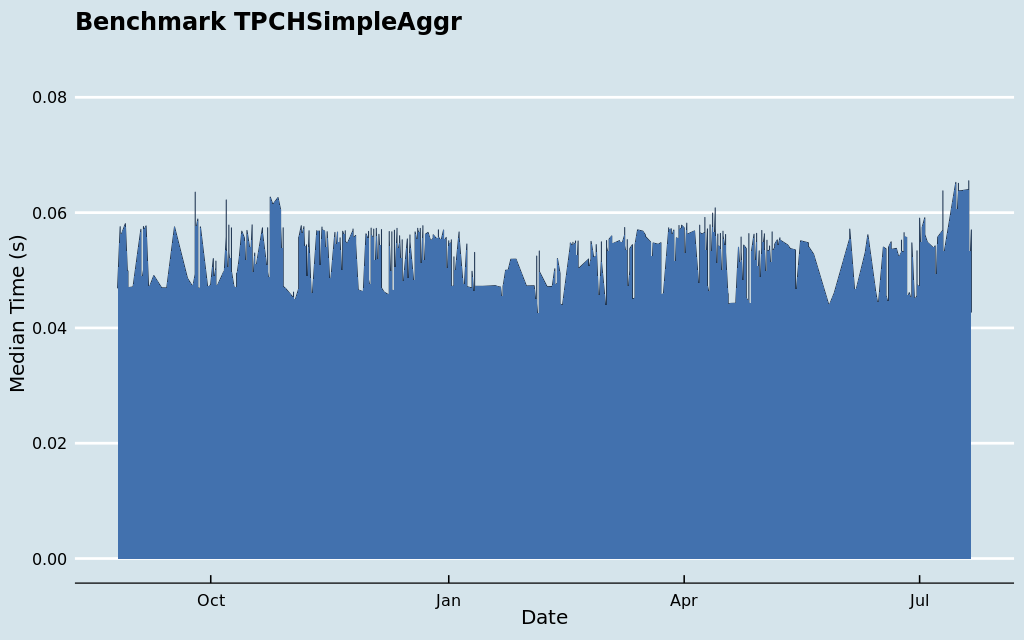 Benchmark TPCHSimpleAggr
0.08
0.06
0.04
0.02
0.00
Median Time (s)
Oct
Jan
Apr
Jul
Date